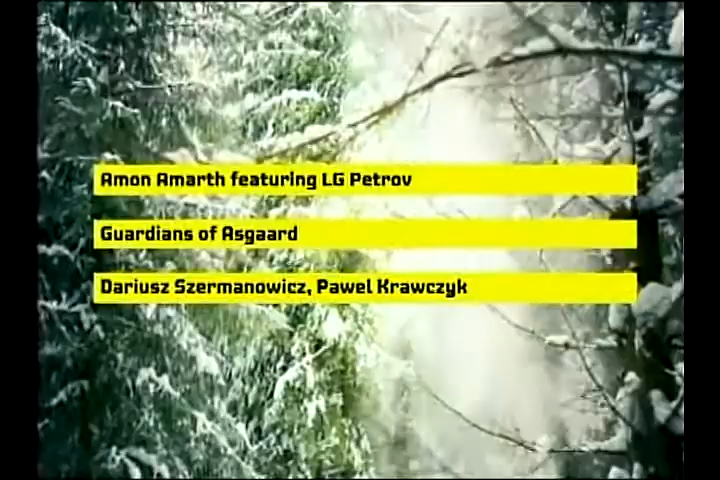 Amon Amarth featuring LG Petrov
Guardians of Asgaard
Dariusz Szermanowicz, Pawel Krawczyk